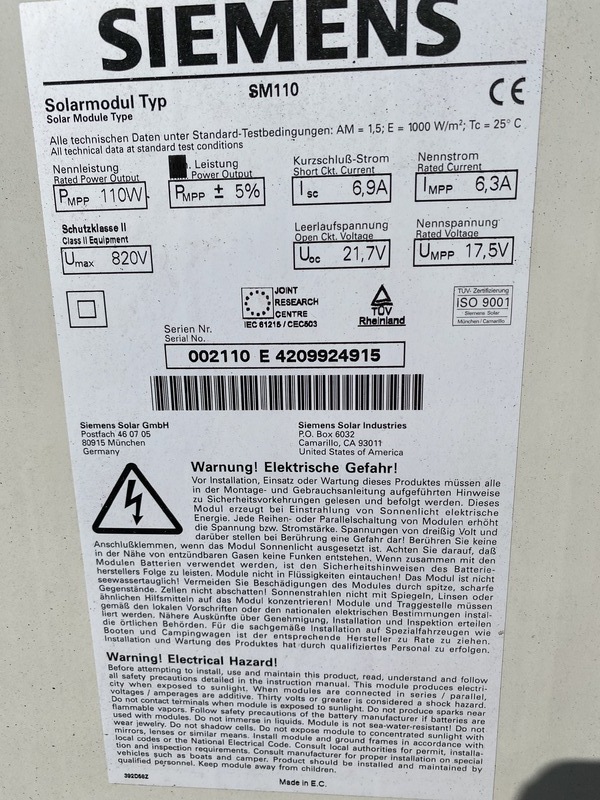 SIEMENS
Solarmodul Typ
Solar Module Type
SM110
CE
Alle technischen Daten unter Standard-Testbedingungen: AM = 1,5; E = 1000 W/m²; Tc = 25° C
All technical data at standard test conditions
Nennleistung
Rated Power Output
PMPP 110W
. Leistung
Power Output
PMPP ± 5%
Kurzschluß-Strom
Short Ckt. Current
Isc 6,9A
Nennstrom
Rated Current
IMPP 6,3A
Schutzklasse II
Class II Equipment
Umax 820V
Leerlaufspannung
Open Ckt. Voltage
Uoc 21,7V
Nennspannung
Rated Voltage
UMPP 17,5V
JOINT
RESEARCH
CENTRE
IEC 61215 / CEC503
TÜV
Rheinland
TÜV- Zertifizierung
ISO 9001
Siemens Solar
München / Camarillo
Serien Nr.
Serial No.
002110 E 4209924915
Siemens Solar GmbH
Postfach 46 07 05
80915 München
Germany
Siemens Solar Industries
P.O. Box 6032
Camarillo, CA 93011
United States of America
Warnung! Elektrische Gefahr!
Vor Installation, Einsatz oder Wartung dieses Produktes müssen alle
in der Montage- und Gebrauchsanleitung aufgeführten Hinweise
zu Sicherheitsvorkehrungen gelesen und befolgt werden. Dieses
Modul erzeugt bei Einstrahlung von Sonnenlicht elektrische
Energie. Jede Reihen- oder Parallelschaltung von Modulen erhöht
die Spannung bzw. Stromstärke. Spannungen von dreißig Volt und
darüber stellen bei Berührung eine Gefahr dar! Berühren Sie keine
Anschlußklemmen, wenn das Modul Sonnenlicht ausgesetzt ist. Achten Sie darauf, daß
in der Nähe von entzündbaren Gasen keine Funken entstehen. Wenn zusammen mit den
Modulen Batterien verwendet werden, ist den Sicherheitshinweisen des Batterie-
herstellers Folge zu leisten. Module nicht in Flüssigkeiten eintauchen! Das Modul ist nicht
seewassertauglich! Vermeiden Sie Beschädigungen des Moduls durch spitze, scharfe
Gegenstände. Zellen nicht abschatten! Sonnenstrahlen nicht mit Spiegeln, Linsen oder
ähnlichen Hilfsmitteln auf das Modul konzentrieren! Module und Traggestelle müssen
gemäß den lokalen Vorschriften oder den nationalen elektrischen Bestimmungen instal-
liert werden. Nähere Auskünfte über Genehmigung, Installation und Inspektion erteilen
die örtlichen Behörden. Für die sachgemäße Installation auf Spezialfahrzeugen wie
Booten und Campingwagen ist der entsprechende Hersteller zu Rate zu ziehen.
Installation und Wartung des Produktes hat durch qualifiziertes Personal zu erfolgen.
Warning! Electrical Hazard!
Before attempting to install, use and maintain this product, read, understand and follow
all safety precautions detailed in the instruction manual. This module produces electri-
city when exposed to sunlight. When modules are connected in series / parallel,
voltages / amperages are additive. Thirty volts or greater is considered a shock hazard.
Do not contact terminals when module is exposed to sunlight. Do not produce sparks near
flammable vapors. Follow safety precautions of the battery manufacturer if batteries are
used with modules. Do not immerse in liquids. Module is not sea-water-resistant! Do not
wear jewelry. Do not shadow cells. Do not expose module to concentrated sunlight with
mirrors, lenses or similar means. Install module and ground frames in accordance with
local codes or the National Electrical Code. Consult local authorities for permit, installa-
tion and inspection requirements. Consult manufacturer for proper installation on special
vehicles such as boats and camper. Product should be installed and maintained by
qualified personnel. Keep module away from children.
392D58Z
Made in E.C.